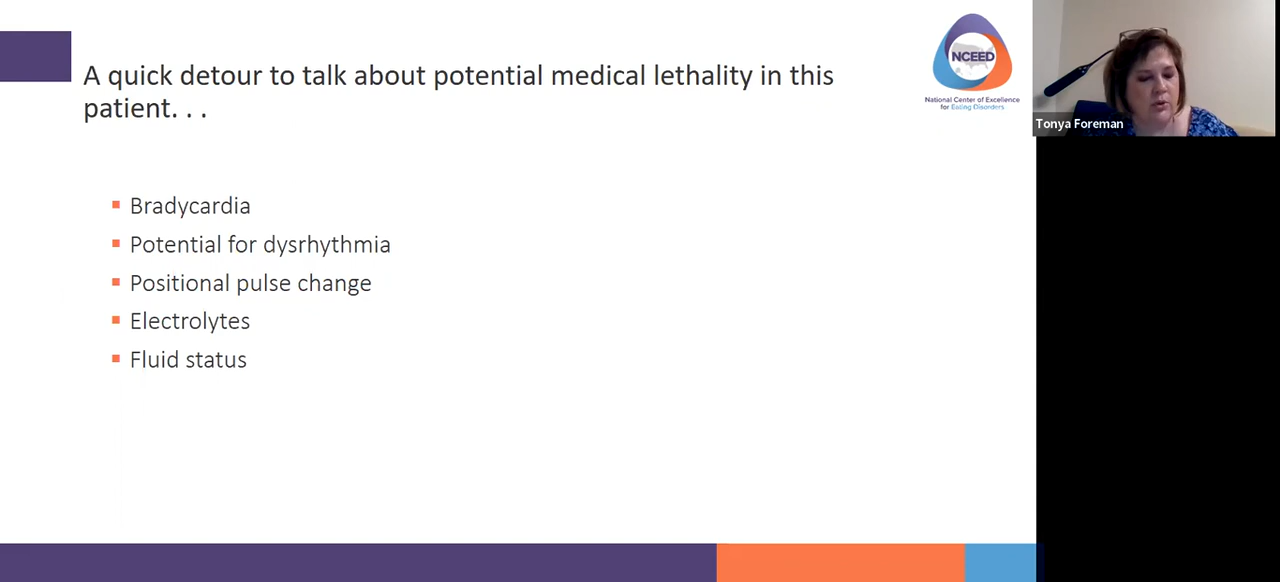 A quick detour to talk about potential medical lethality in this
patient. . .
NCEED
National Center of Excellence
for Eating Disorders
Tonya Foreman
Bradycardia
Potential for dysrhythmia
Positional pulse change
Electrolytes
Fluid status